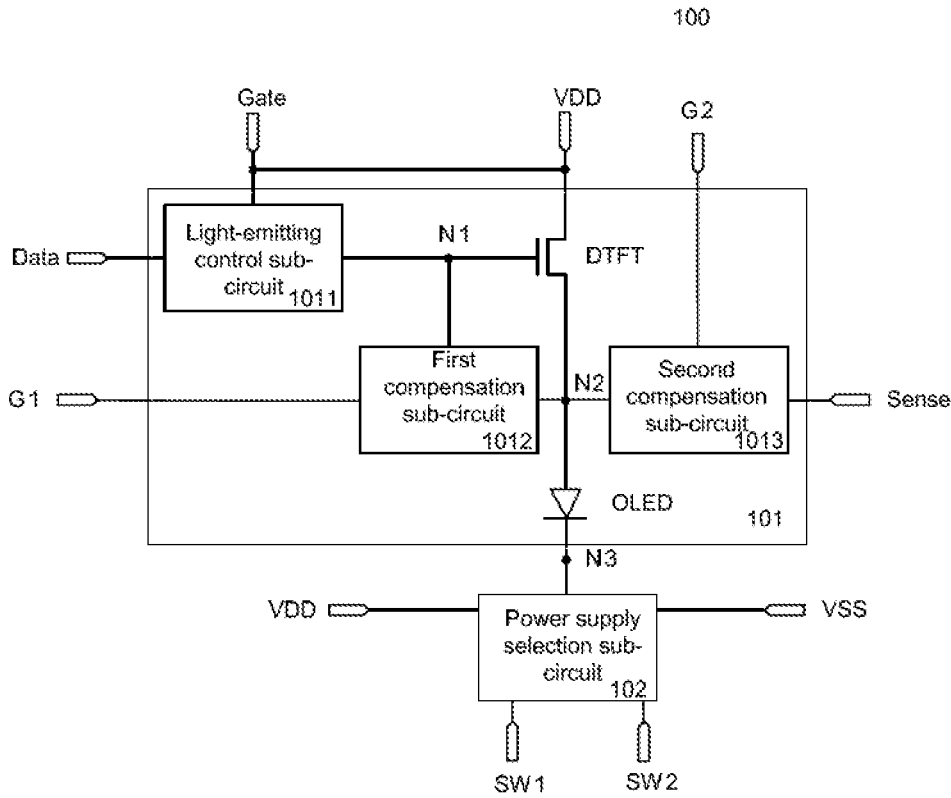 100
Gate
VDD
G2
Data
Light-emitting
control sub-
circuit
1011
N1
DTFT
G1
First
compensation
sub-circuit
1012
N2
Second
compensation
sub-circuit
1013
Sense
OLED
101
N3
VDD
Power supply
selection sub-
circuit
102
VSS
SW1
SW2